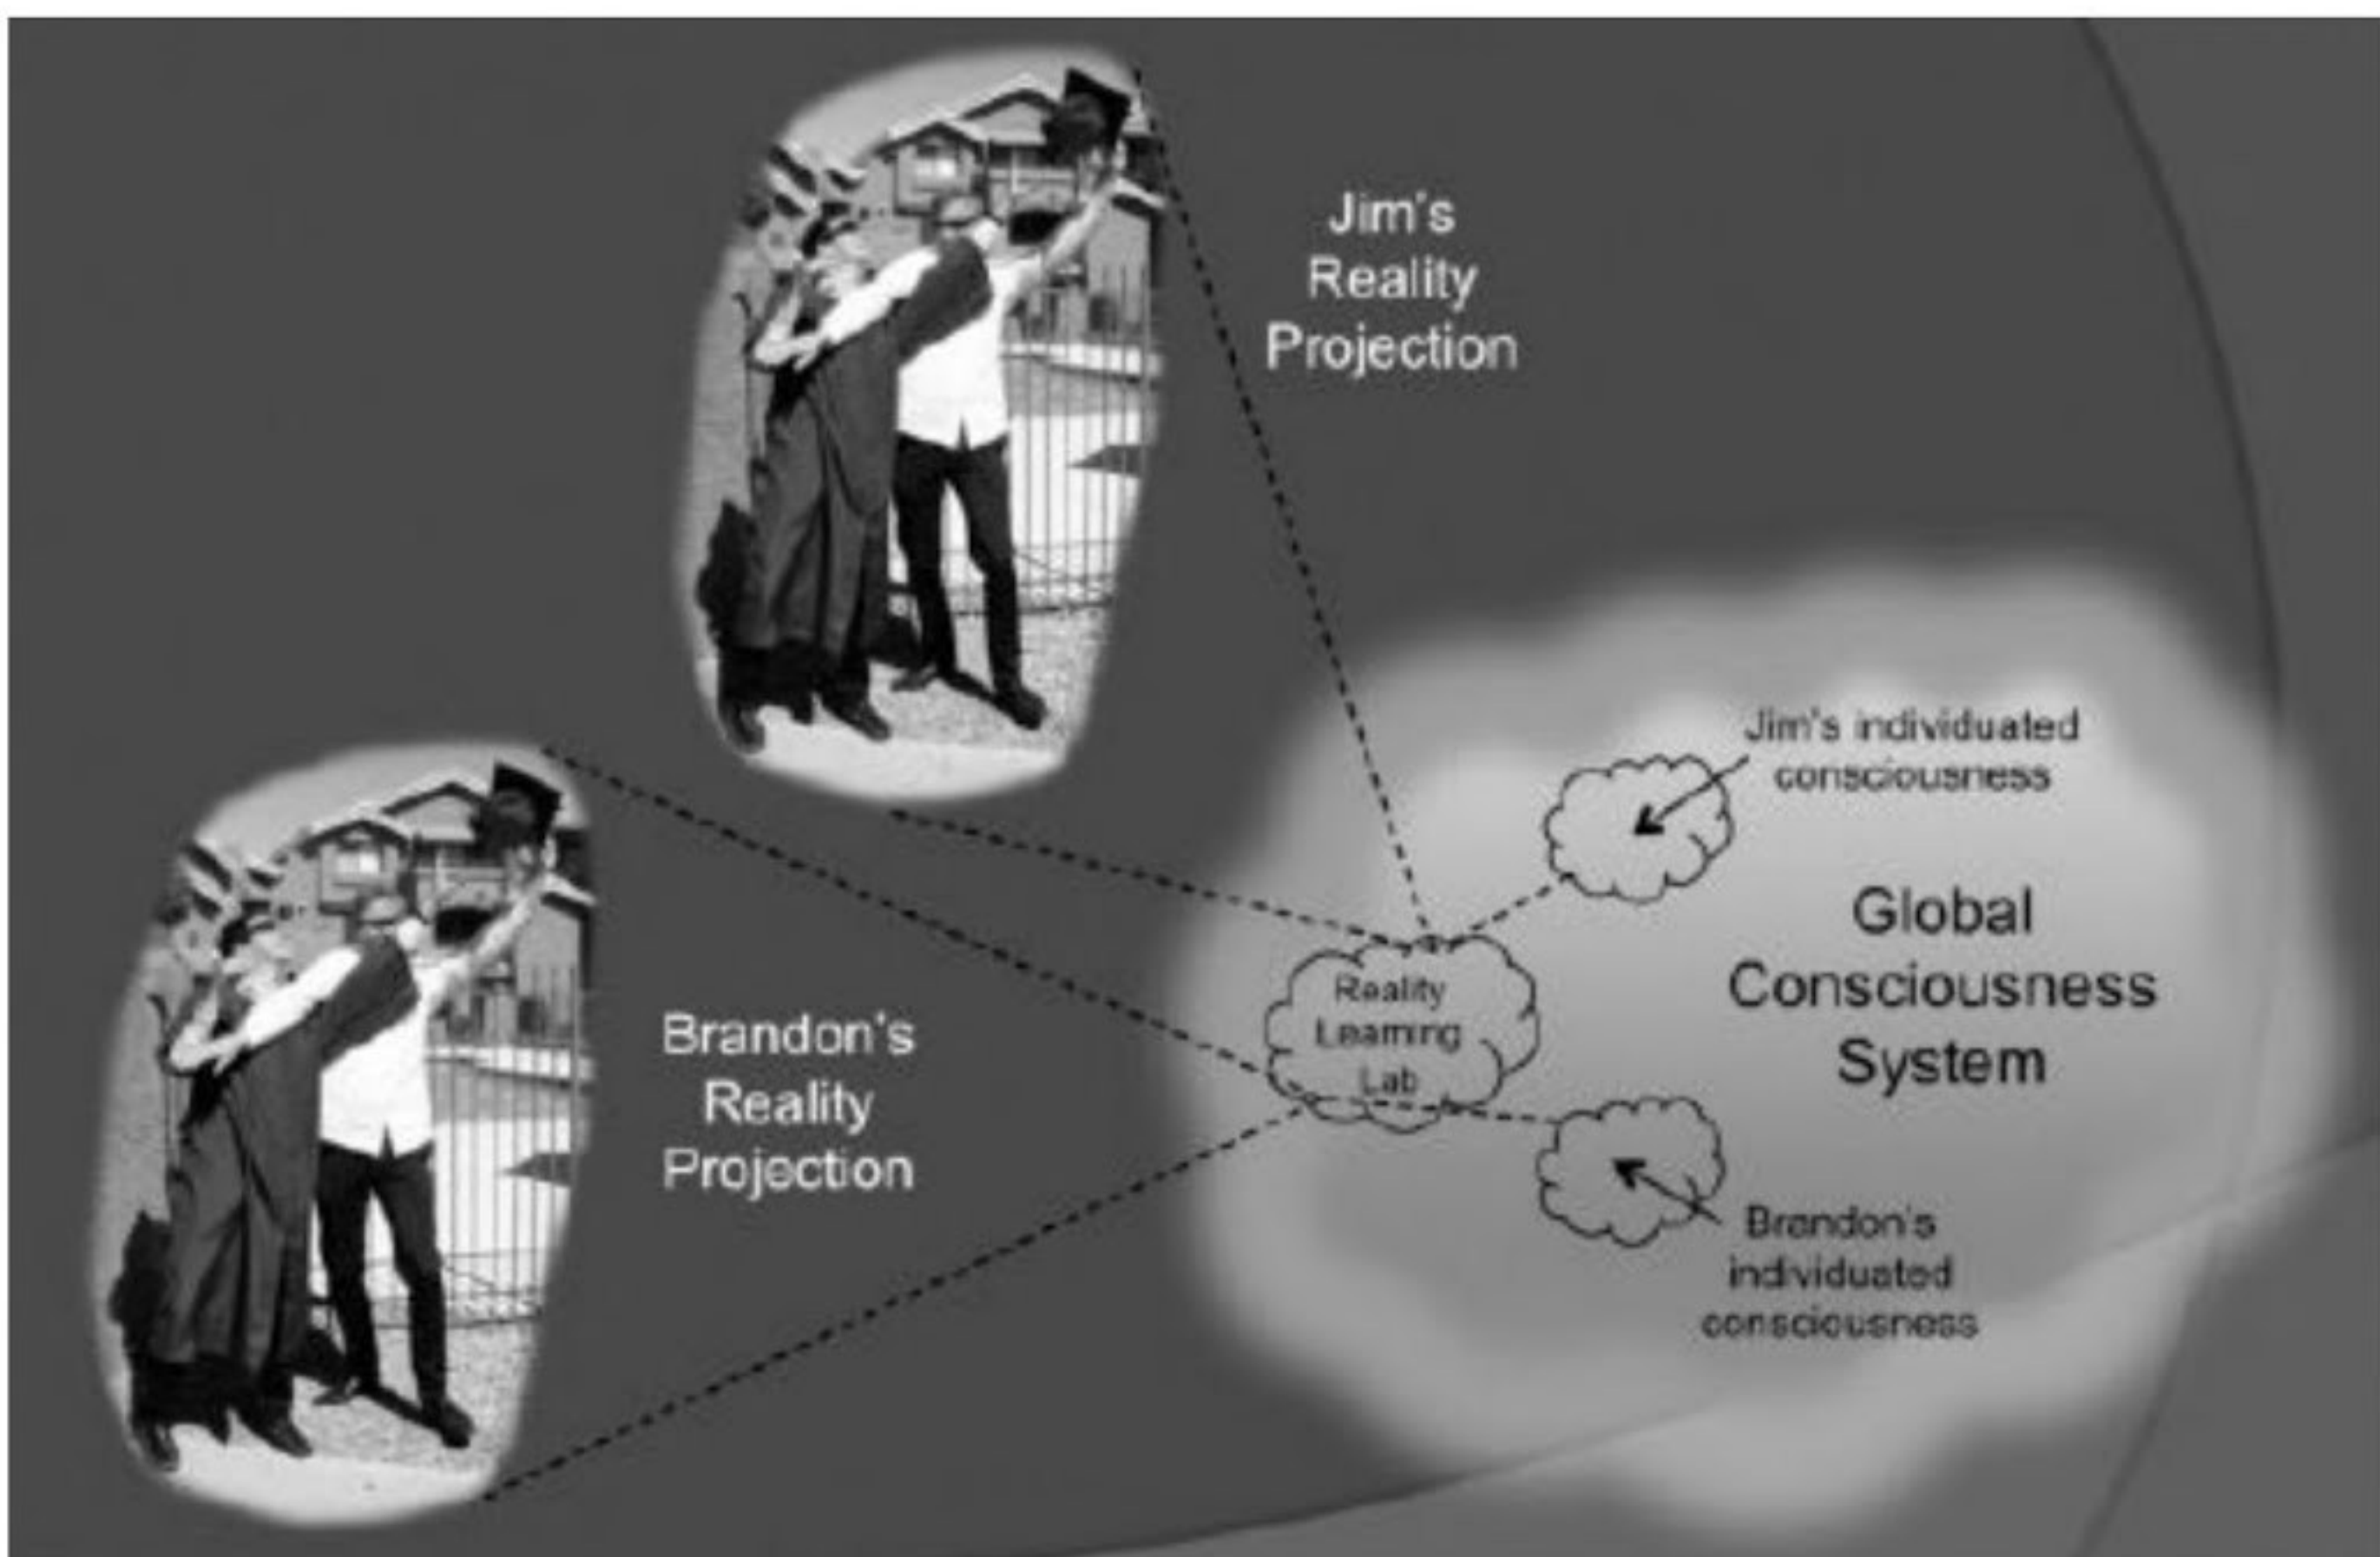 Jim's
Reality
Projection
Jim's individuated
consciousness
Global
Consciousness
System
Reality
Learning
Lab
Brandon's
Reality
Projection
Brandon's
individuated
consciousness